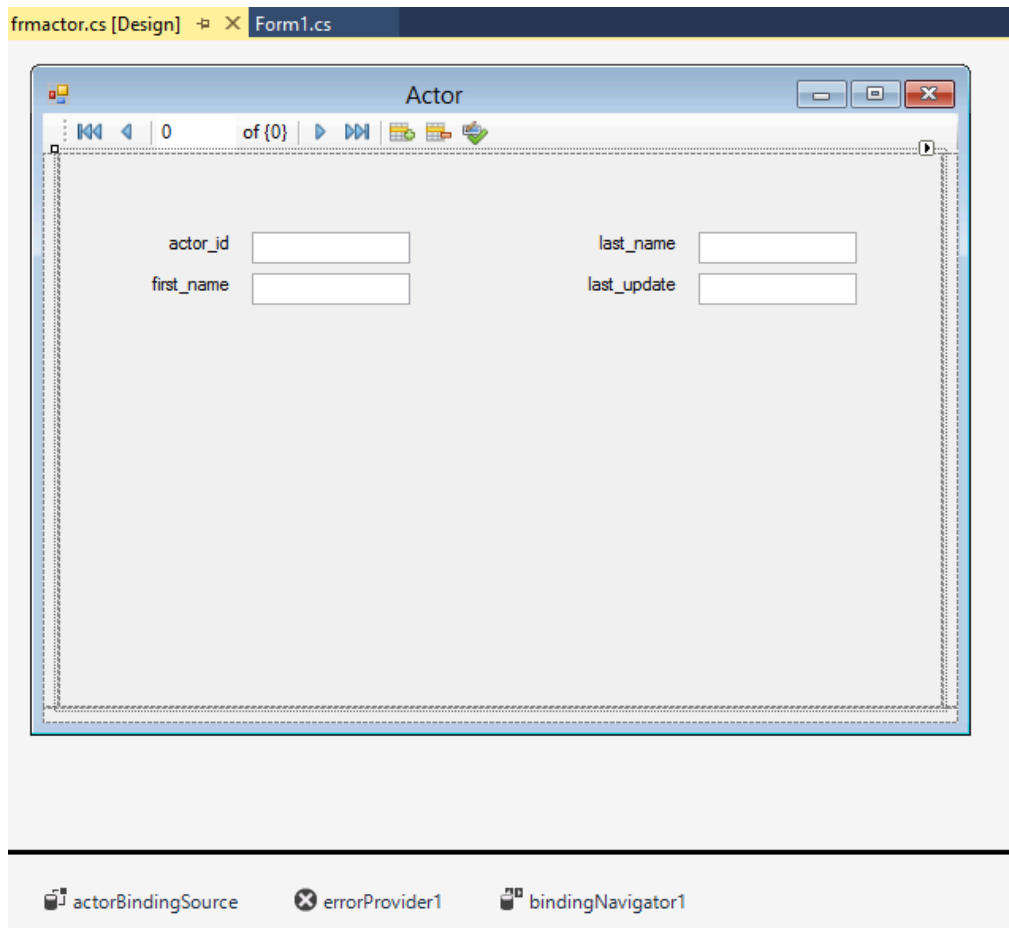 frmactor.cs [Design] Form1.cs
Actor
0 of {0}
actor_id last_name
first_name last_update
actorBindingSource errorProvider1 bindingNavigator1